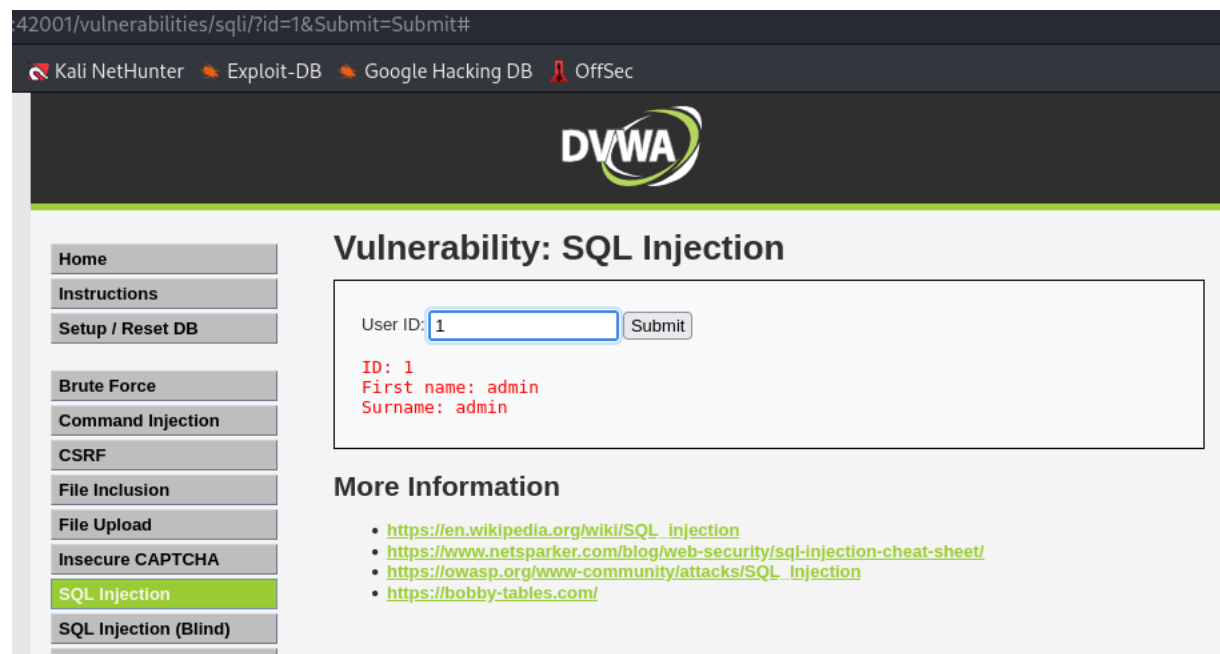 :42001/vulnerabilities/sqli/?id=1&Submit=Submit#
Kali NetHunter Exploit-DB Google Hacking DB OffSec
DVWA
Home
Instructions
Setup / Reset DB
Brute Force
Command Injection
CSRF
File Inclusion
File Upload
Insecure CAPTCHA
SQL Injection
SQL Injection (Blind)
Vulnerability: SQL Injection
User ID: 1 Submit
ID: 1
First name: admin
Surname: admin
More Information
https://en.wikipedia.org/wiki/SQL_injection
https://www.netsparker.com/blog/web-security/sql-injection-cheat-sheet/
https://owasp.org/www-community/attacks/SQL_Injection
https://bobby-tables.com/